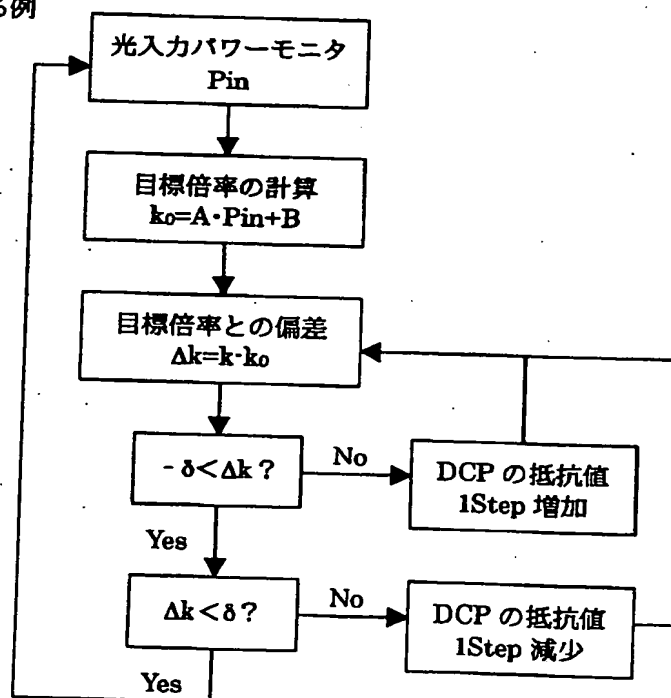 る例
光入力パワーモニタ
Pin
目標倍率の計算
k₀=A・Pin+B
目標倍率との偏差
Δk=k-k₀
-δ<Δk?
No
DCP の抵抗値
1Step 増加
Yes
Δk<δ?
No
DCP の抵抗値
1Step 減少
Yes